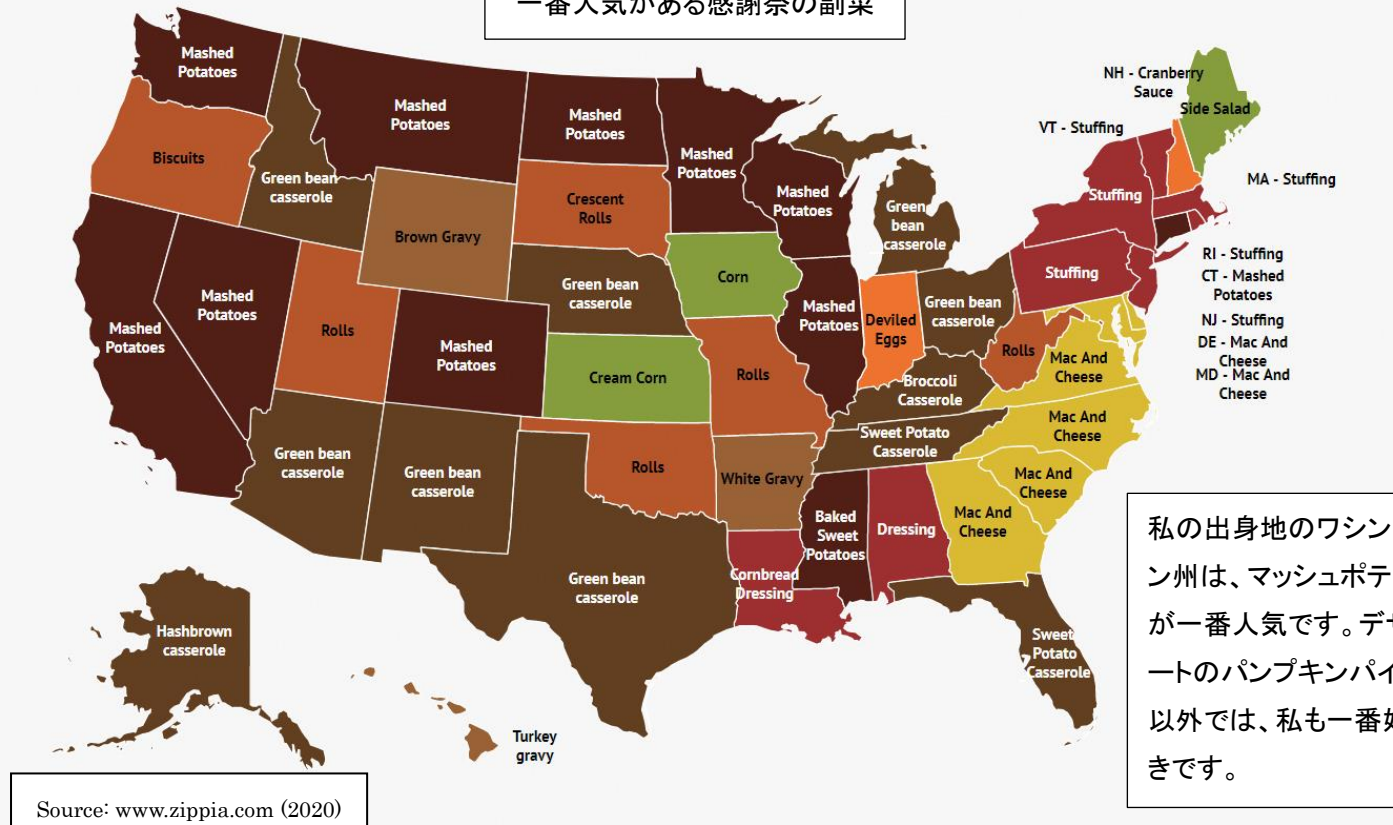 一番人気がある感謝祭の副菜
Mashed
Potatoes
Biscuits
Green bean
casserole
Mashed
Potatoes
Mashed
Potatoes
Mashed
Potatoes
Mashed
Potatoes
Green
bean
casserole
NH - Cranberry
Sauce
Side Salad
VT - Stuffing
Stuffing
MA - Stuffing
Brown Gravy
Crescent
Rolls
Green bean
casserole
Corn
Mashed
Potatoes
Deviled
Eggs
Green bean
casserole
Stuffing
RI - Stuffing
CT - Mashed
Potatoes
NJ - Stuffing
DE - Mac And
Cheese
MD - Mac And
Cheese
Mashed
Potatoes
Mashed
Potatoes
Rolls
Mashed
Potatoes
Cream Corn
Rolls
Broccoli
Casserole
Rolls
Mac And
Cheese
Green bean
casserole
Green bean
casserole
Rolls
White Gravy
Sweet Potato
Casserole
Mac And
Cheese
Mac And
Cheese
Mac And
Cheese
Green bean
casserole
Cornbread
Dressing
Baked
Sweet
Potatoes
Dressing
Sweet
Potato
Casserole
Hashbrown
casserole
Turkey
gravy
私の出身地のワシン
ン州は、マッシュポテ
が一番人気です。デ
ートのパンプキンパイ
以外では、私も一番
きです。
Source: www.zippia.com (2020)